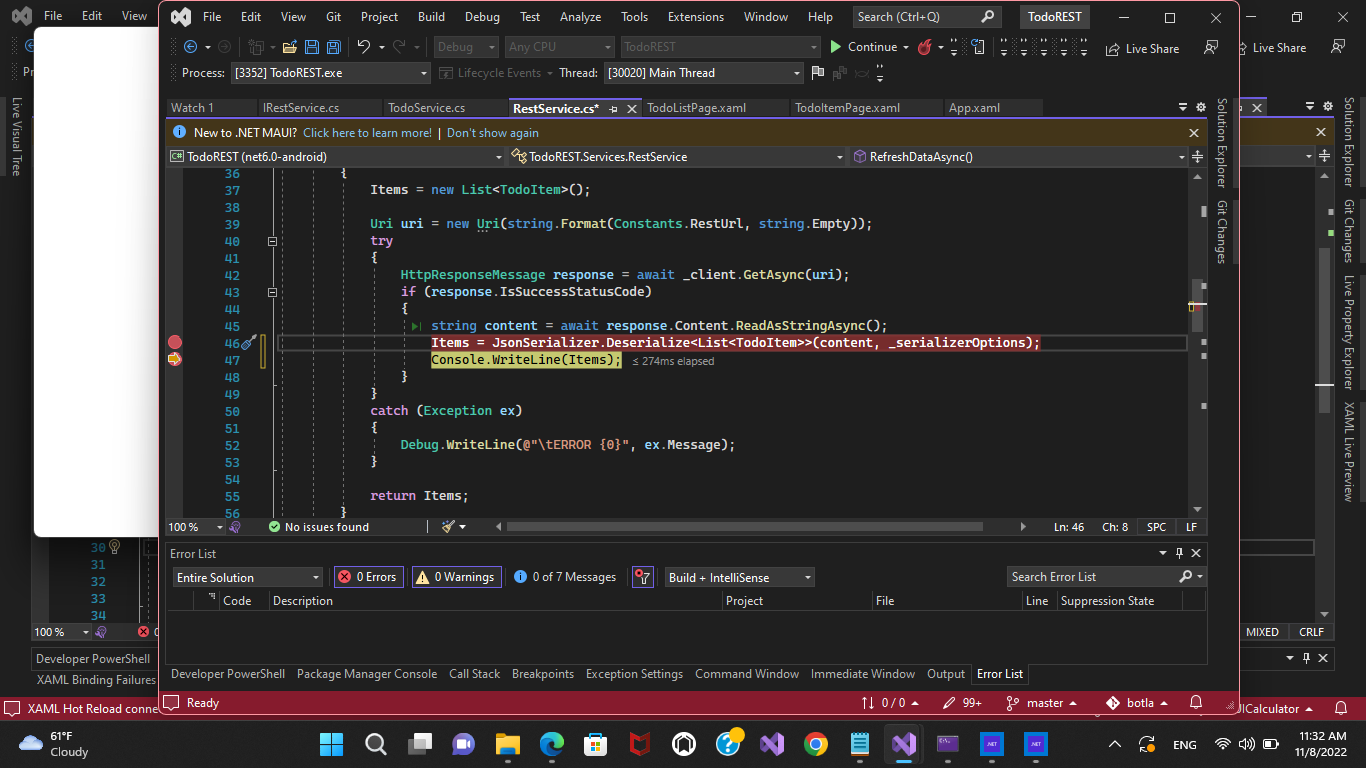 File Edit View
File Edit View Git Project Build Debug Test Analyze Tools Extensions Window Help Search (Ctrl+Q) TodoREST
Debug Any CPU TodoREST Continue Live Share
Live Share
Process: [3352] TodoREST.exe Lifecycle Events Thread: [30020] Main Thread
Watch 1 IRestService.cs TodoService.cs RestService.cs* TodoListPage.xaml TodoItemPage.xaml App.xaml
New to .NET MAUI? Click here to learn more! | Don't show again
TodoREST (net6.0-android) TodoREST.Services.RestService RefreshDataAsync()
36 {
37 Items = new List<TodoItem>();
38
39 Uri uri = new Uri(string.Format(Constants.RestUrl, string.Empty));
40 try
41 {
42 HttpResponseMessage response = await _client.GetAsync(uri);
43 if (response.IsSuccessStatusCode)
44 {
45 string content = await response.Content.ReadAsStringAsync();
46 Items = JsonSerializer.Deserialize<List<TodoItem>>(content, _serializerOptions);
47 Console.WriteLine(Items); ≤ 274ms elapsed
48 }
49 }
50 catch (Exception ex)
51 {
52 Debug.WriteLine(@"\tERROR {0}", ex.Message);
53 }
54
55 return Items;
56 }
100 % No issues found Ln: 46 Ch: 8 SPC LF
Live Visual Tree
Solution Explorer
Git Changes
Solution Explorer
Git Changes
Live Property Explorer
XAML Live Preview
30
31
32
33
34
100 %
MIXED CRLF
Error List
Entire Solution 0 Errors 0 Warnings 0 of 7 Messages Build + IntelliSense Search Error List
Code Description Project File Line Suppression State
Developer PowerShell
XAML Binding Failures
Developer PowerShell Package Manager Console Call Stack Breakpoints Exception Settings Command Window Immediate Window Output Error List
XAML Hot Reload conne
Ready 0 / 0 99+ master botla
UICalculator
61°F
Cloudy
ENG
11:32 AM
11/8/2022